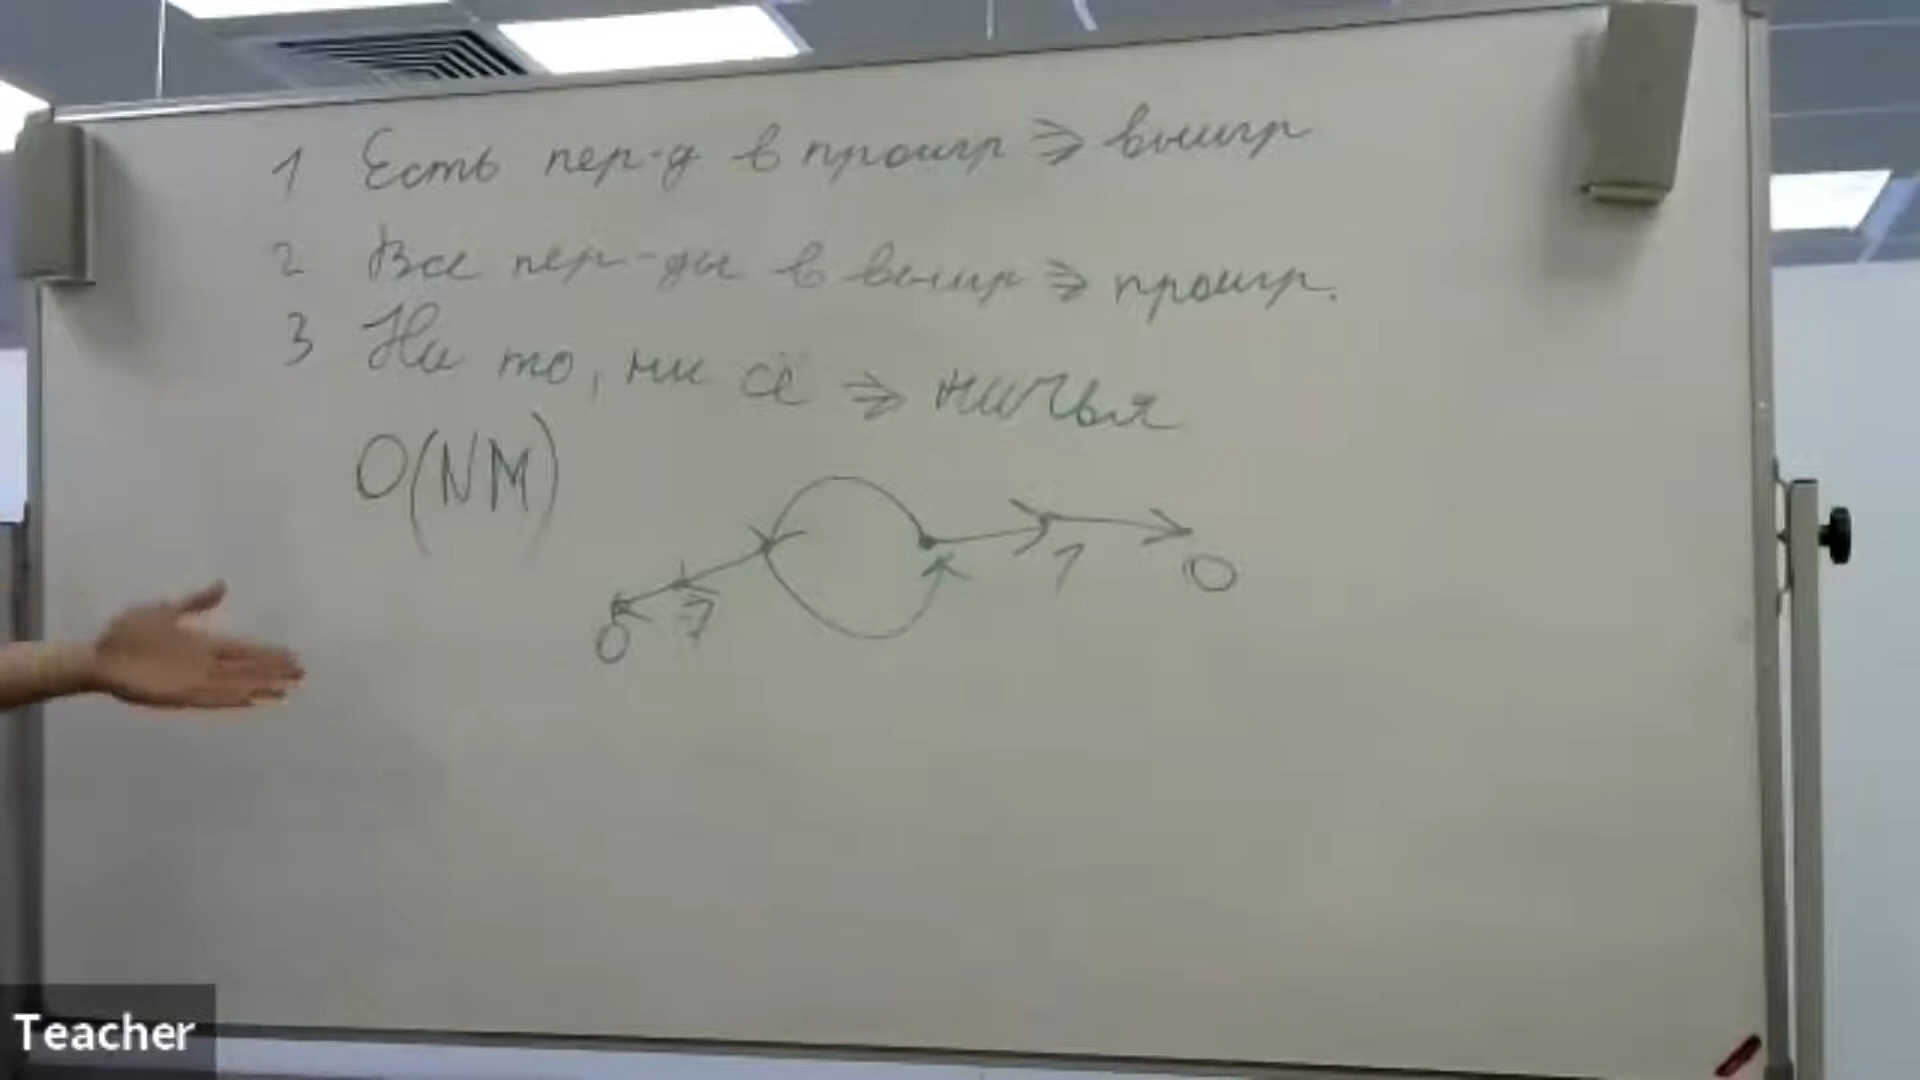 1 Есть пер-д в проигр => выигр
2 Все пер-ды в выигр => проигр.
3 Ни то, ни сё => ничья
O(NM)
0 1 1 0
Teacher